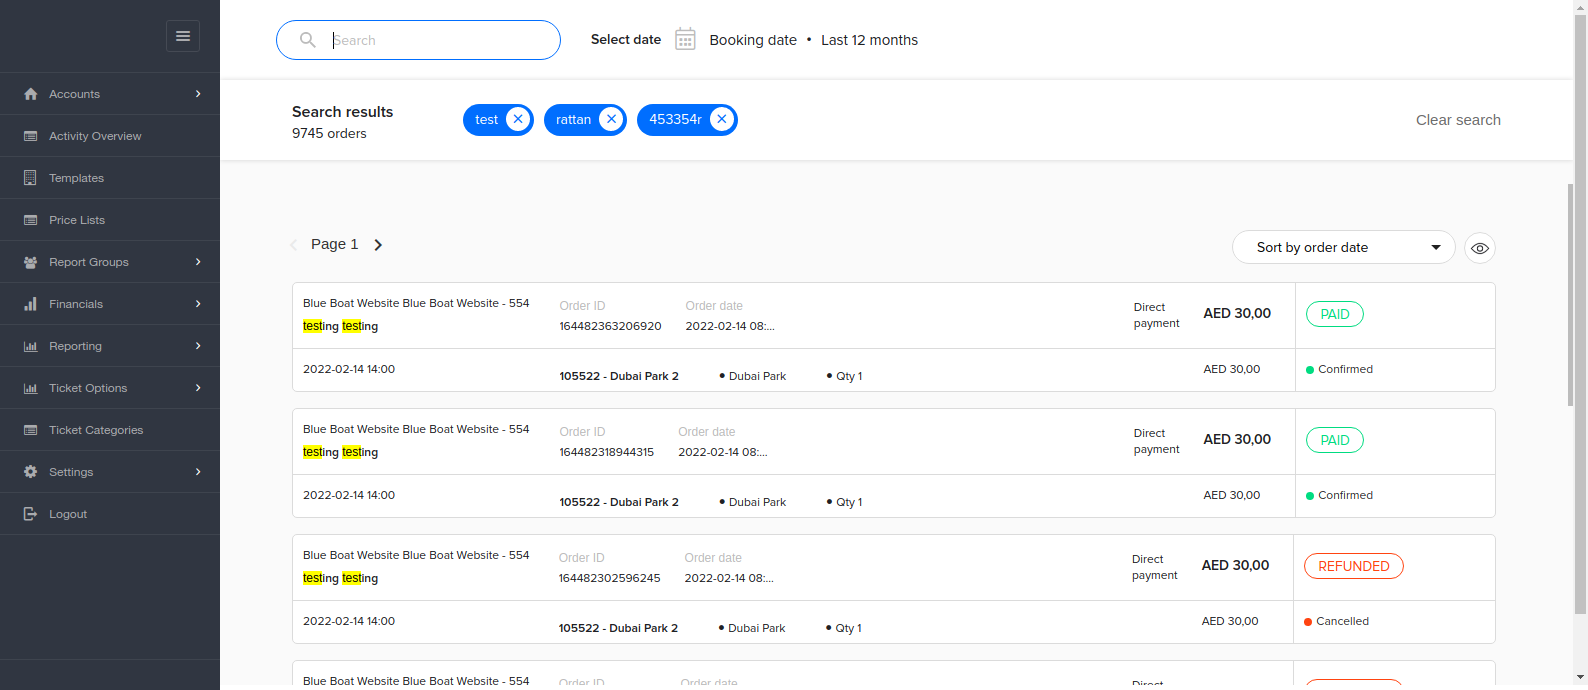 Search
Select date
Booking date • Last 12 months
Accounts
Activity Overview
Templates
Price Lists
Report Groups
Financials
Reporting
Ticket Options
Ticket Categories
Settings
Logout
Search results
9745 orders
test
rattan
453354r
Clear search
Page 1
Sort by order date
Blue Boat Website Blue Boat Website - 554
testing testing
Order ID
164482363206920
Order date
2022-02-14 08:...
Direct
payment
AED 30,00
PAID
2022-02-14 14:00
105522 - Dubai Park 2
• Dubai Park
• Qty 1
AED 30,00
Confirmed
Blue Boat Website Blue Boat Website - 554
testing testing
Order ID
164482318944315
Order date
2022-02-14 08:...
Direct
payment
AED 30,00
PAID
2022-02-14 14:00
105522 - Dubai Park 2
• Dubai Park
• Qty 1
AED 30,00
Confirmed
Blue Boat Website Blue Boat Website - 554
testing testing
Order ID
164482302596245
Order date
2022-02-14 08:...
Direct
payment
AED 30,00
REFUNDED
2022-02-14 14:00
105522 - Dubai Park 2
• Dubai Park
• Qty 1
AED 30,00
Cancelled
Blue Boat Website Blue Boat Website - 554
Order ID
Order date
Direct